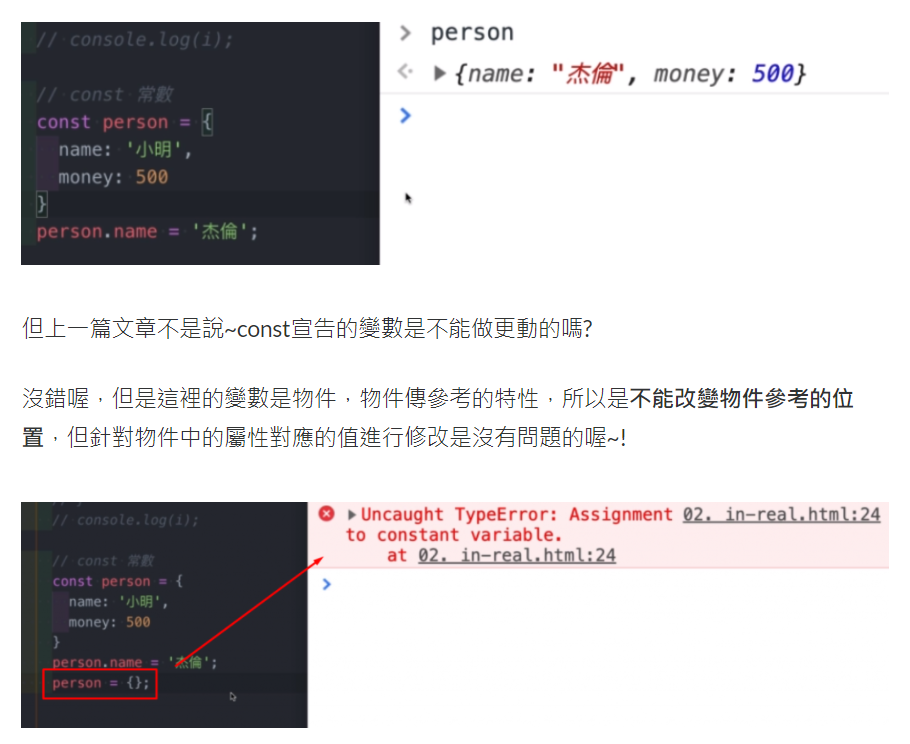 // console.log(i);
// const 常數
const person = {
name: '小明',
money: 500
}
person.name = '杰倫';
> person
{name: "杰倫", money: 500}
但上一篇文章不是說~const宣告的變數是不能做更動的嗎?
沒錯喔，但是這裡的變數是物件，物件傳參考的特性，所以是不能改變物件參考的位
置，但針對物件中的屬性對應的值進行修改是沒有問題的喔~!
// console.log(i);
// const 常數
const person = {
name: '小明',
money: 500
}
person.name = '杰倫';
person = {};
Uncaught TypeError: Assignment 02. in-real.html:24
to constant variable.
at 02. in-real.html:24